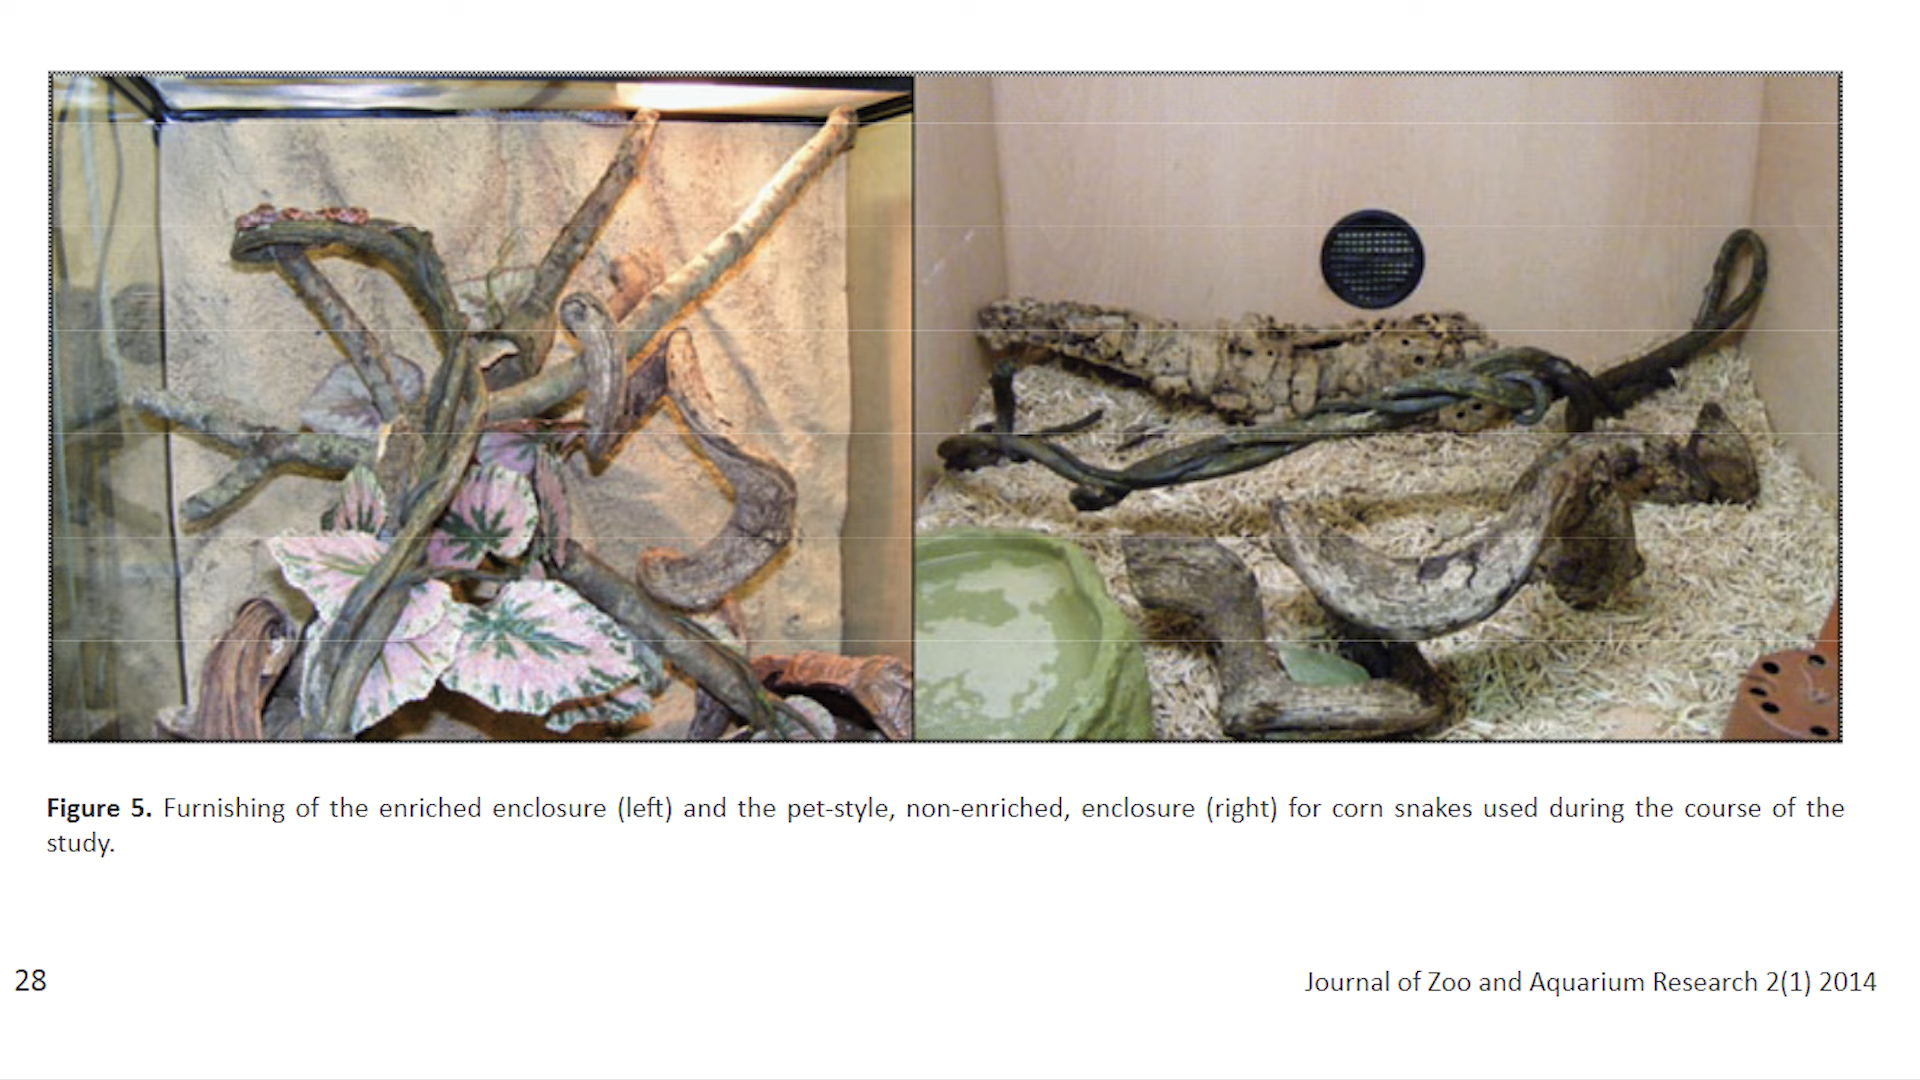 Figure 5. Furnishing of the enriched enclosure (left) and the pet-style, non-enriched, enclosure (right) for corn snakes used during the course of the
study.
28
Journal of Zoo and Aquarium Research 2(1) 2014